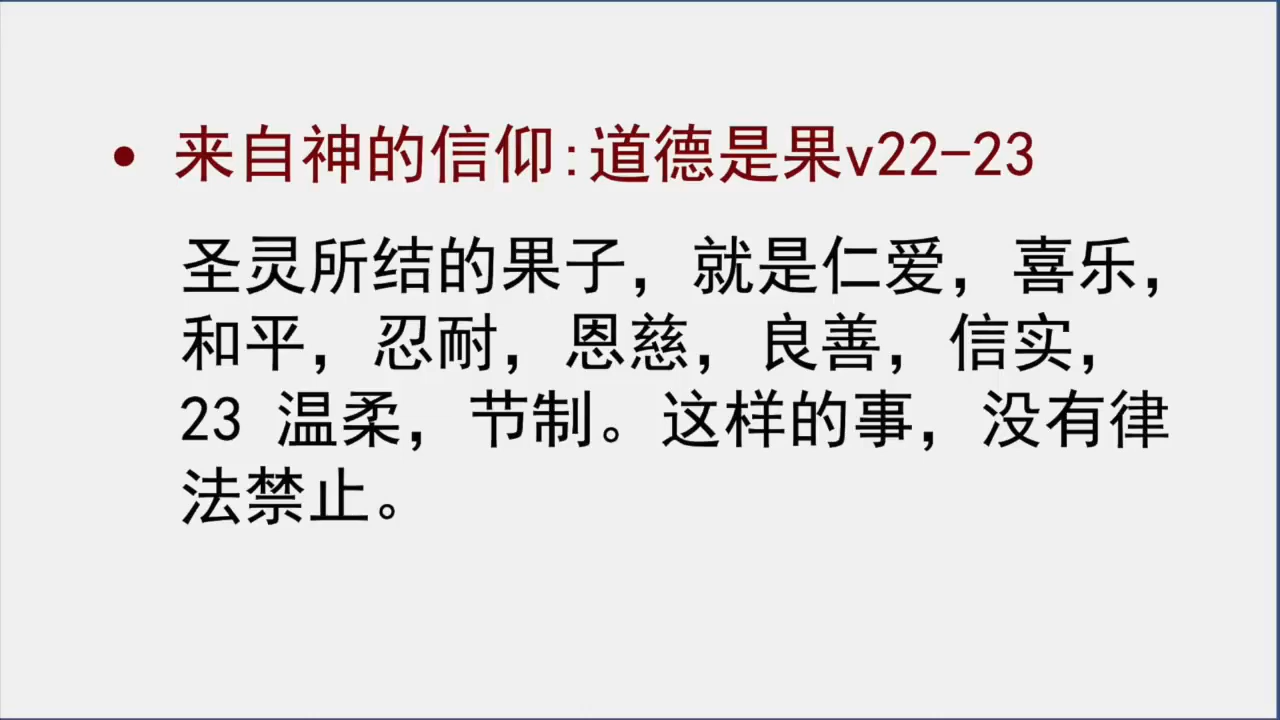 • 来自神的信仰:道德是果v22-23
圣灵所结的果子，就是仁爱，喜乐，
和平，忍耐，恩慈，良善，信实，
23 温柔，节制。这样的事，没有律
法禁止。